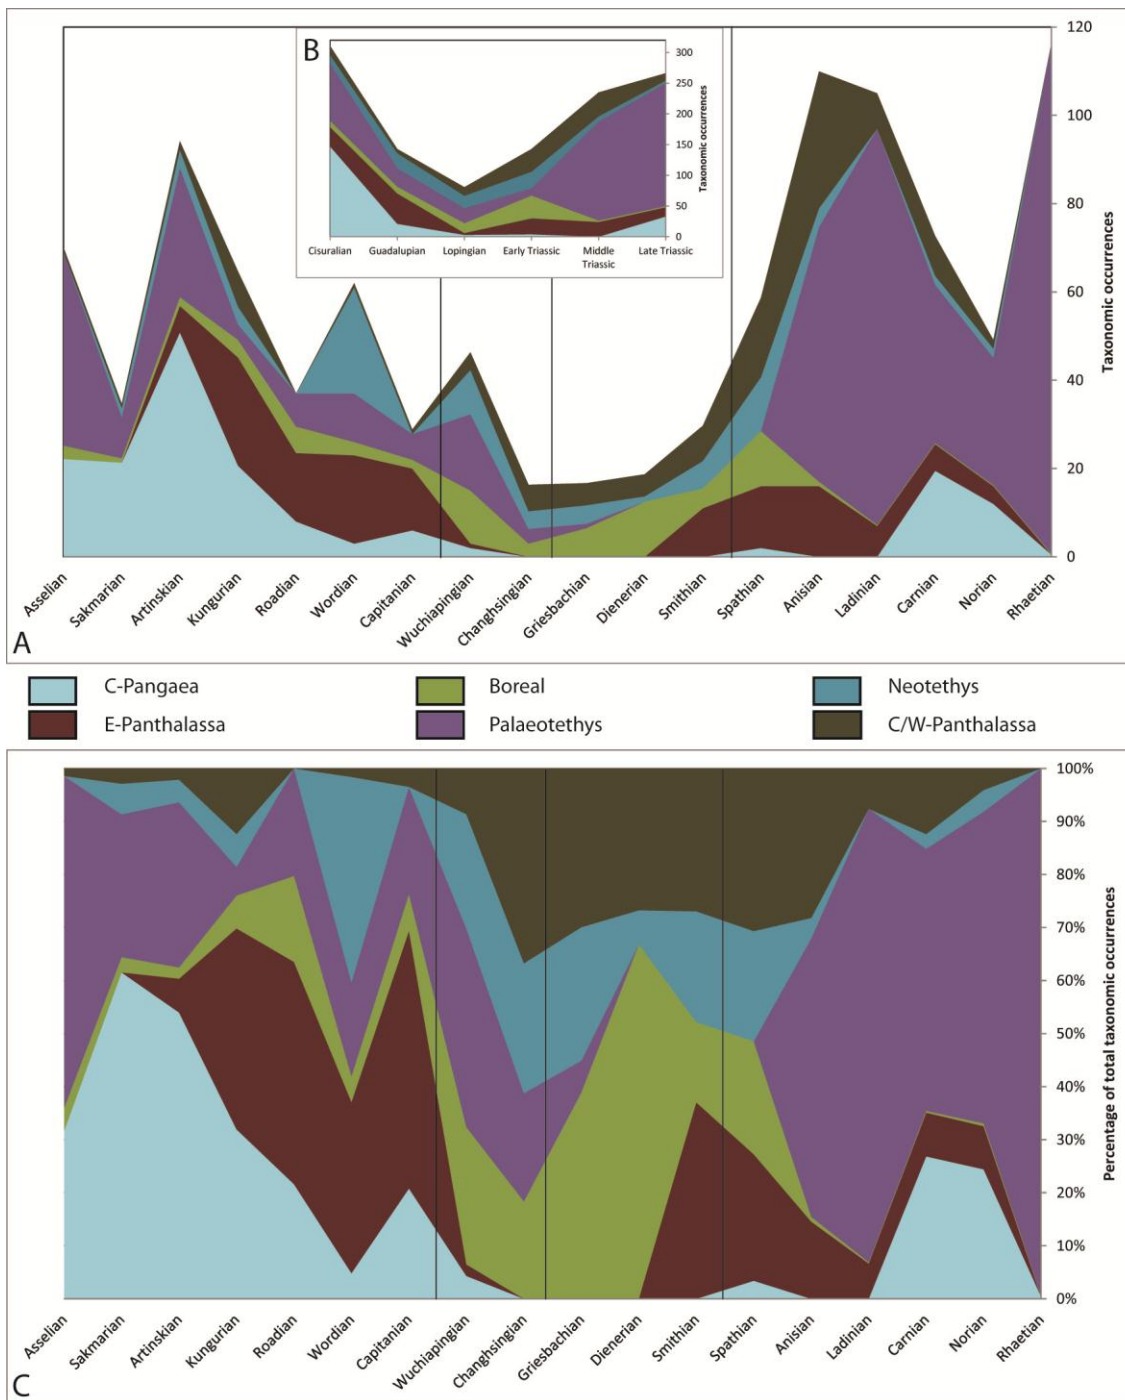 B
300
250
200
150
100
50
0
Taxonomic occurrences
Cisuralian
Guadalupian
Lopingian
Early Triassic
Middle
Triassic
Late Triassic
120
100
80
60
40
20
0
Taxonomic occurrences
Asselian
Sakmarian
Artinskian
Kungurian
Roadian
Wordian
Capitanian
Wuchiapingian
Changhsingian
Griesbachian
Dienerian
Smithian
Spathian
Anisian
Ladinian
Carnian
Norian
Rhaetian
A
C-Pangaea
Boreal
Neotethys
E-Panthalassa
Palaeotethys
C/W-Panthalassa
100%
90%
80%
70%
60%
50%
40%
30%
20%
10%
0%
Percentage of total taxonomic occurrences
Asselian
Sakmarian
Artinskian
Kungurian
Roadian
Wordian
Capitanian
Wuchiapingian
Changhsingian
Griesbachian
Dienerian
Smithian
Spathian
Anisian
Ladinian
Carnian
Norian
Rhaetian
C